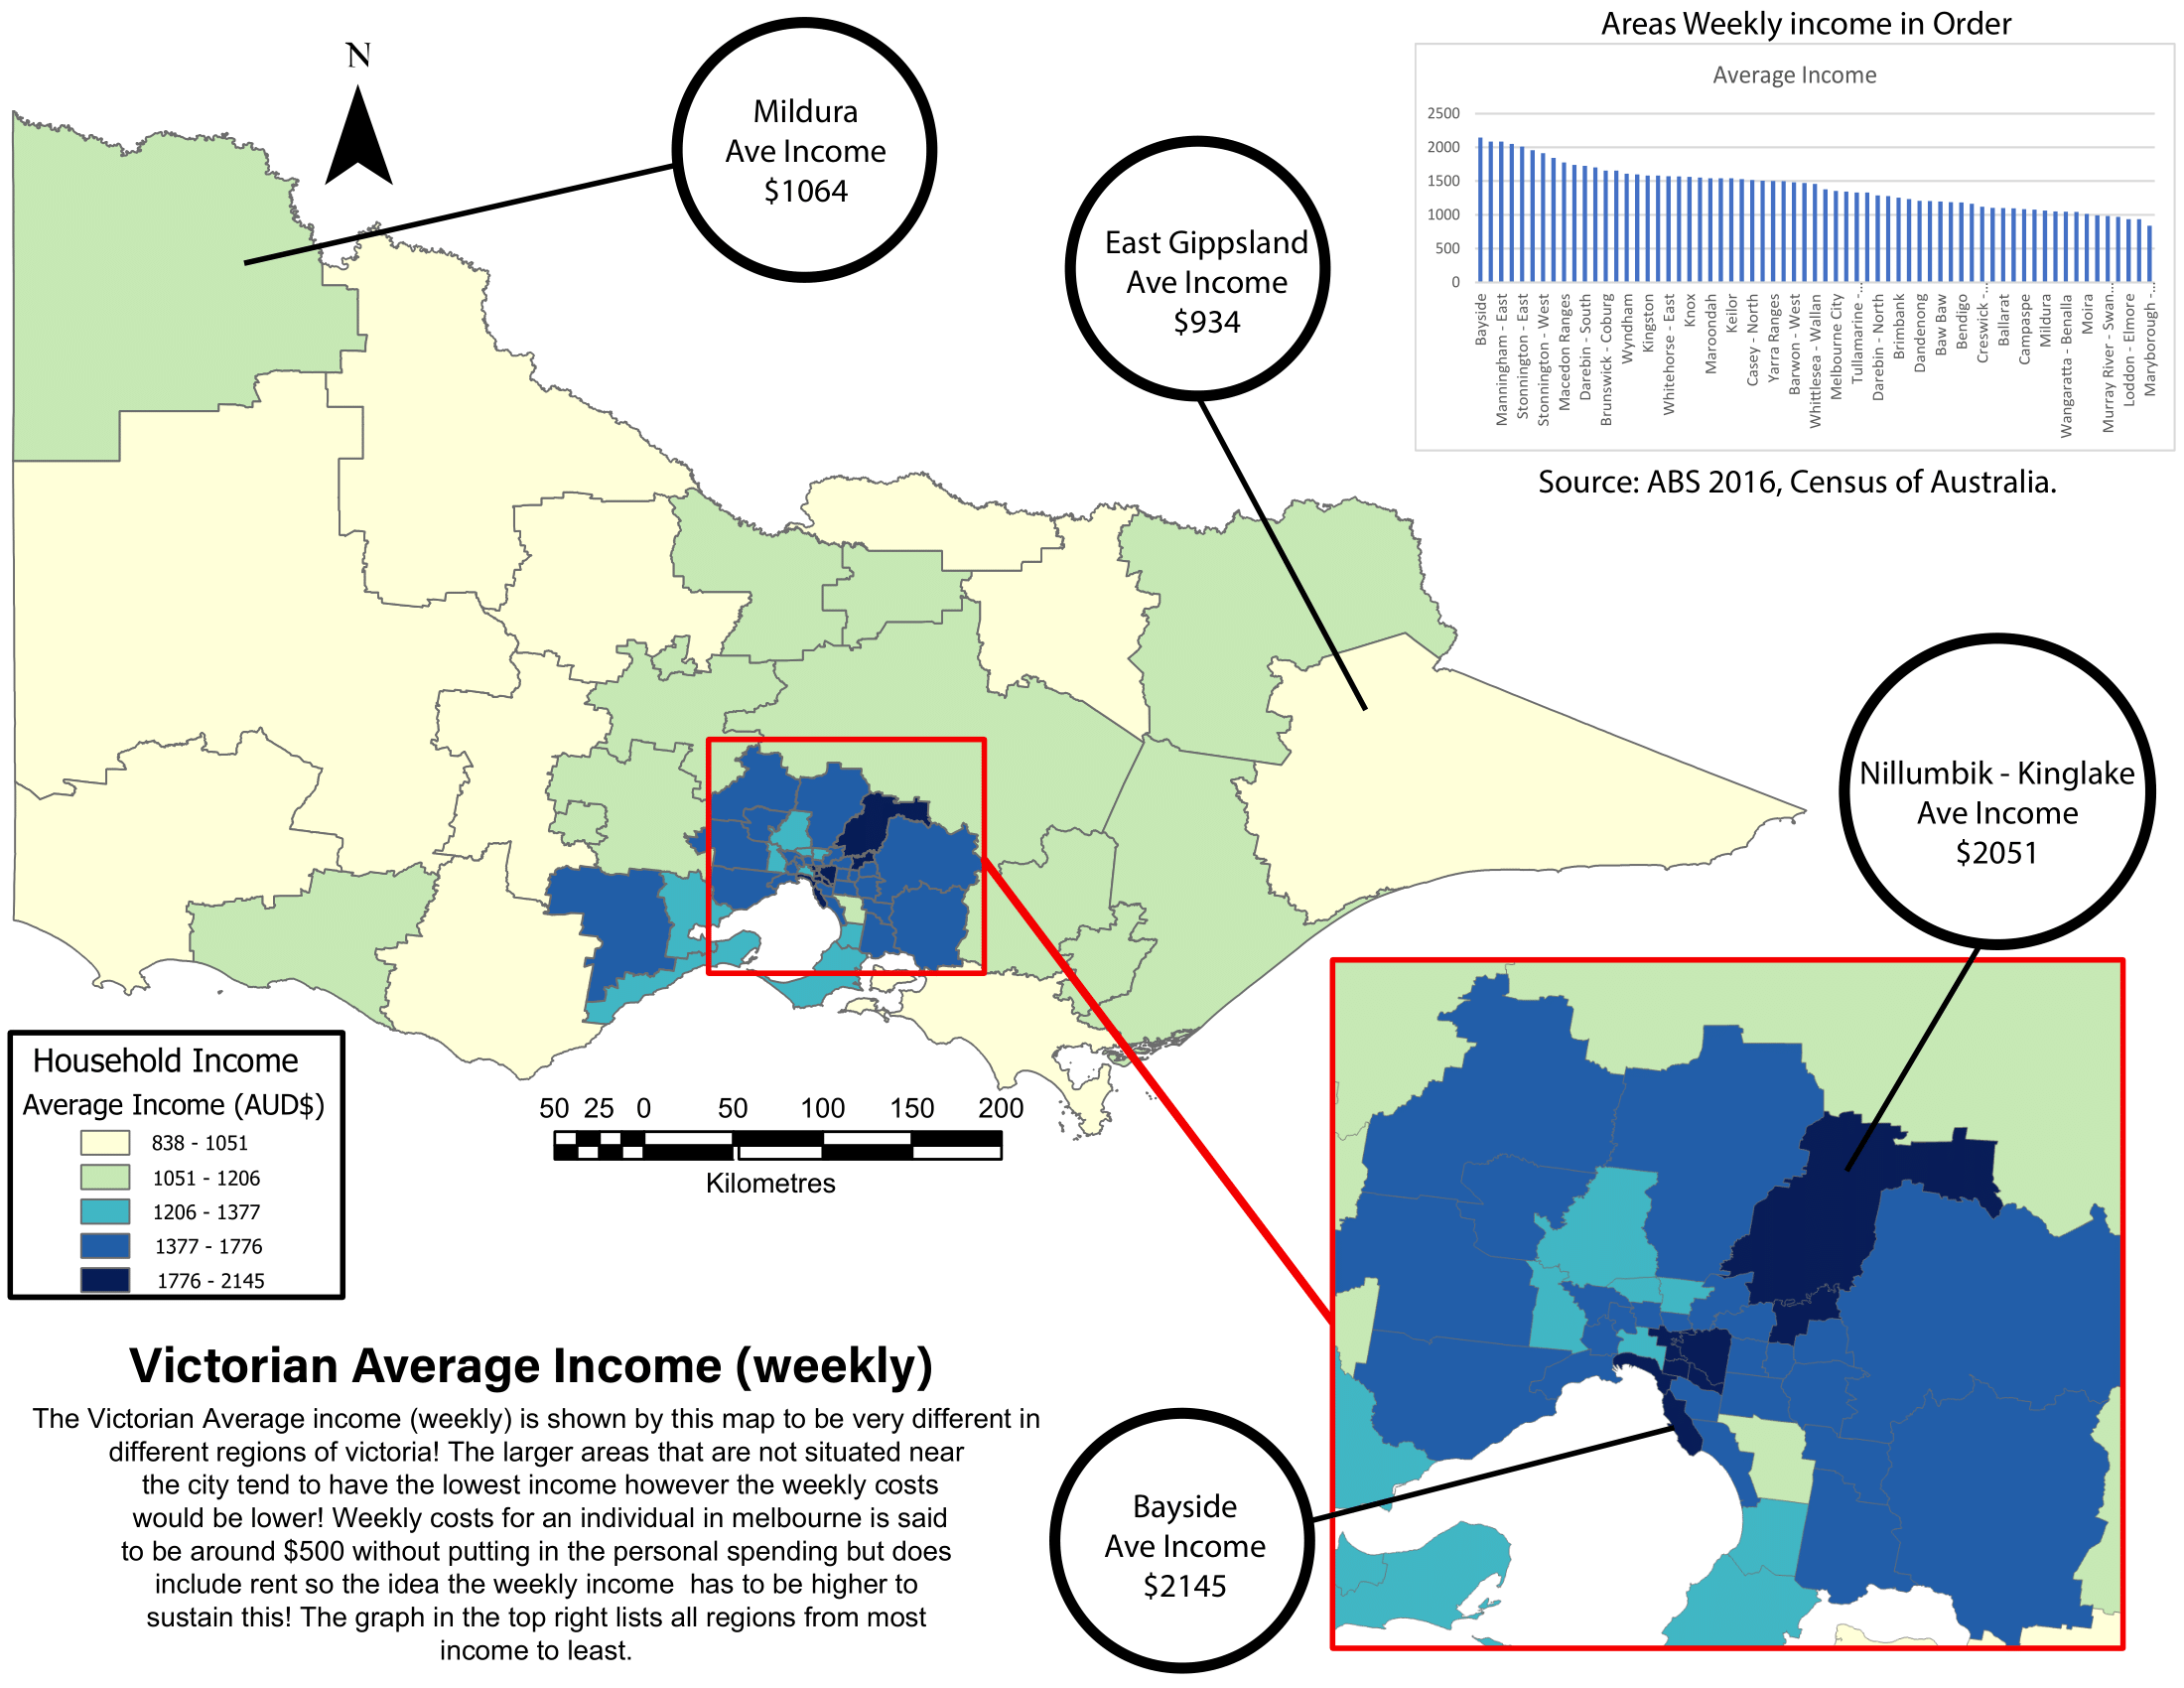 N
Mildura
Ave Income
$1064
East Gippsland
Ave Income
$934
Areas Weekly income in Order
Average Income
2500
2000
1500
1000
500
0
Bayside
Manningham - East
Stonnington - East
Stonnington - West
Macedon Ranges
Darebin - South
Brunswick - Coburg
Wyndham
Kingston
Whitehorse - East
Knox
Maroondah
Keilor
Casey - North
Yarra Ranges
Barwon - West
Whittlesea - Wallan
Melbourne City
Tullamarine -...
Darebin - North
Brimbank
Dandenong
Baw Baw
Bendigo
Creswick -...
Ballarat
Campaspe
Mildura
Wangaratta - Benalla
Moira
Murray River - Swan...
Loddon - Elmore
Maryborough -...
Source: ABS 2016, Census of Australia.
Nillumbik - Kinglake
Ave Income
$2051
Household Income
Average Income (AUD$)
838 - 1051
1051 - 1206
1206 - 1377
1377 - 1776
1776 - 2145
50 25 0 50 100 150 200
Kilometres
Victorian Average Income (weekly)
The Victorian Average income (weekly) is shown by this map to be very different in
different regions of victoria! The larger areas that are not situated near
the city tend to have the lowest income however the weekly costs
would be lower! Weekly costs for an individual in melbourne is said
to be around $500 without putting in the personal spending but does
include rent so the idea the weekly income  has to be higher to
sustain this! The graph in the top right lists all regions from most
income to least.
Bayside
Ave Income
$2145